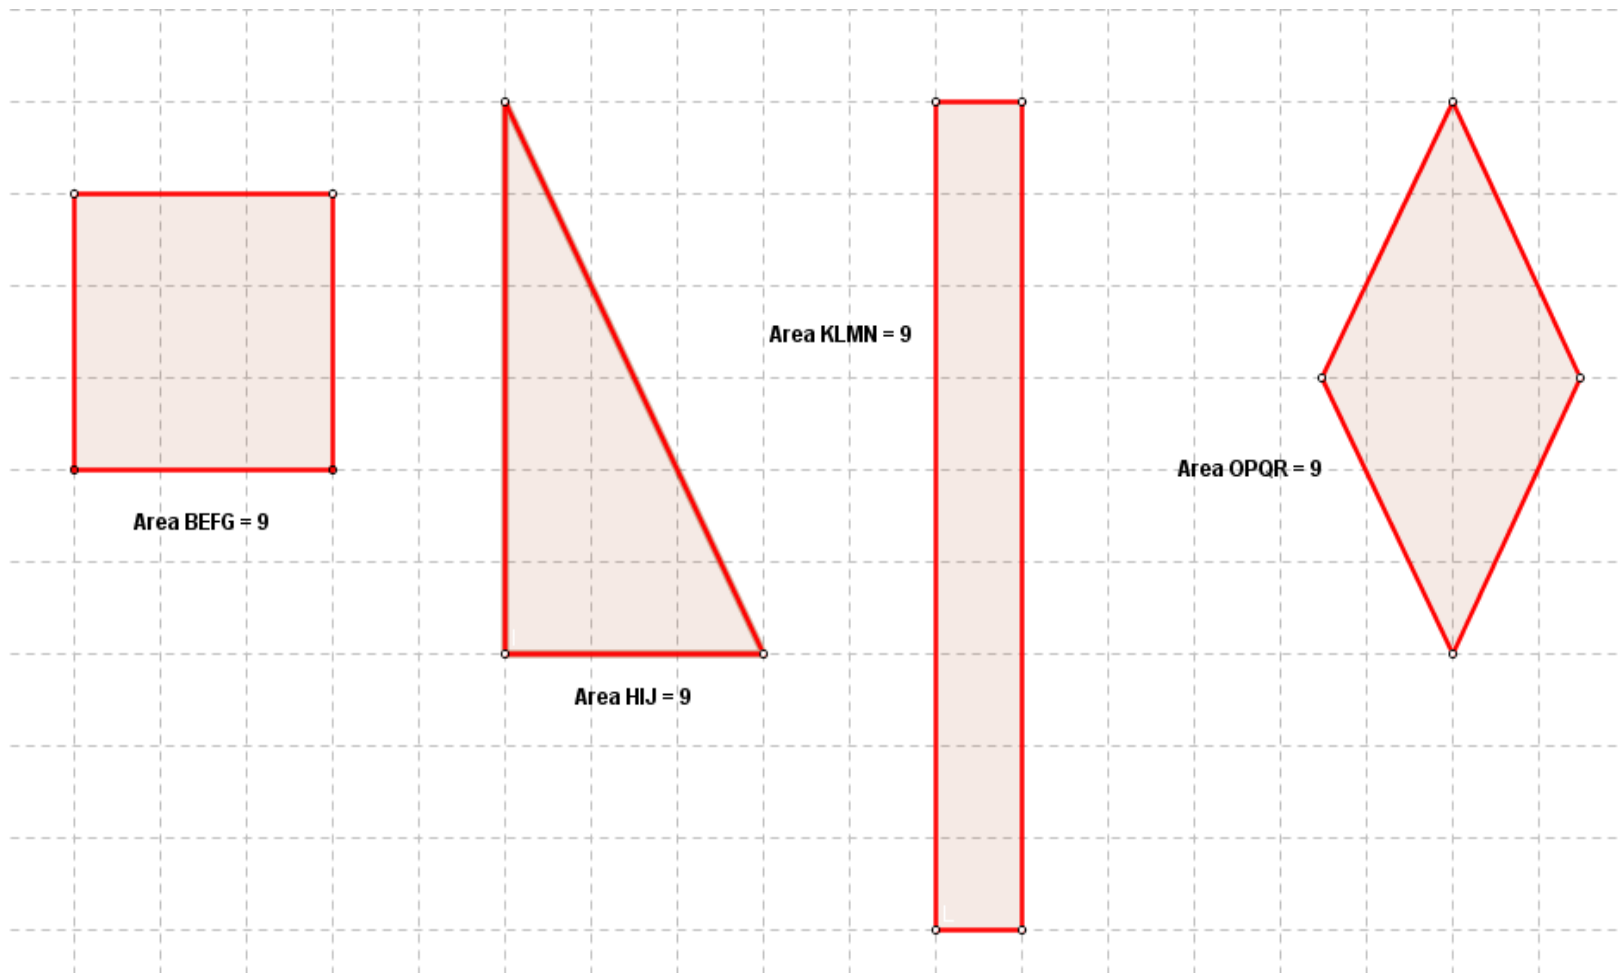 Area KLMN = 9
Area OPQR = 9
Area BEFG = 9
Area HIJ = 9
L